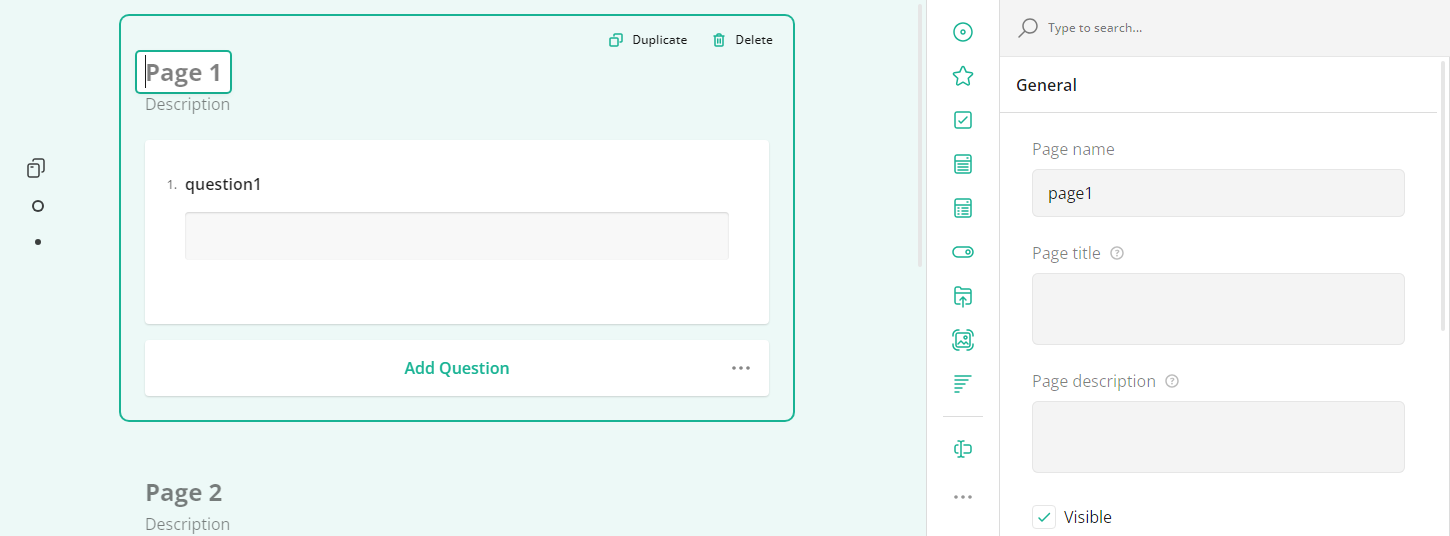 Duplicate Delete
Page 1
Description
1. question1
Add Question
Page 2
Description
Type to search...
General
Page name
page1
Page title
Page description
Visible